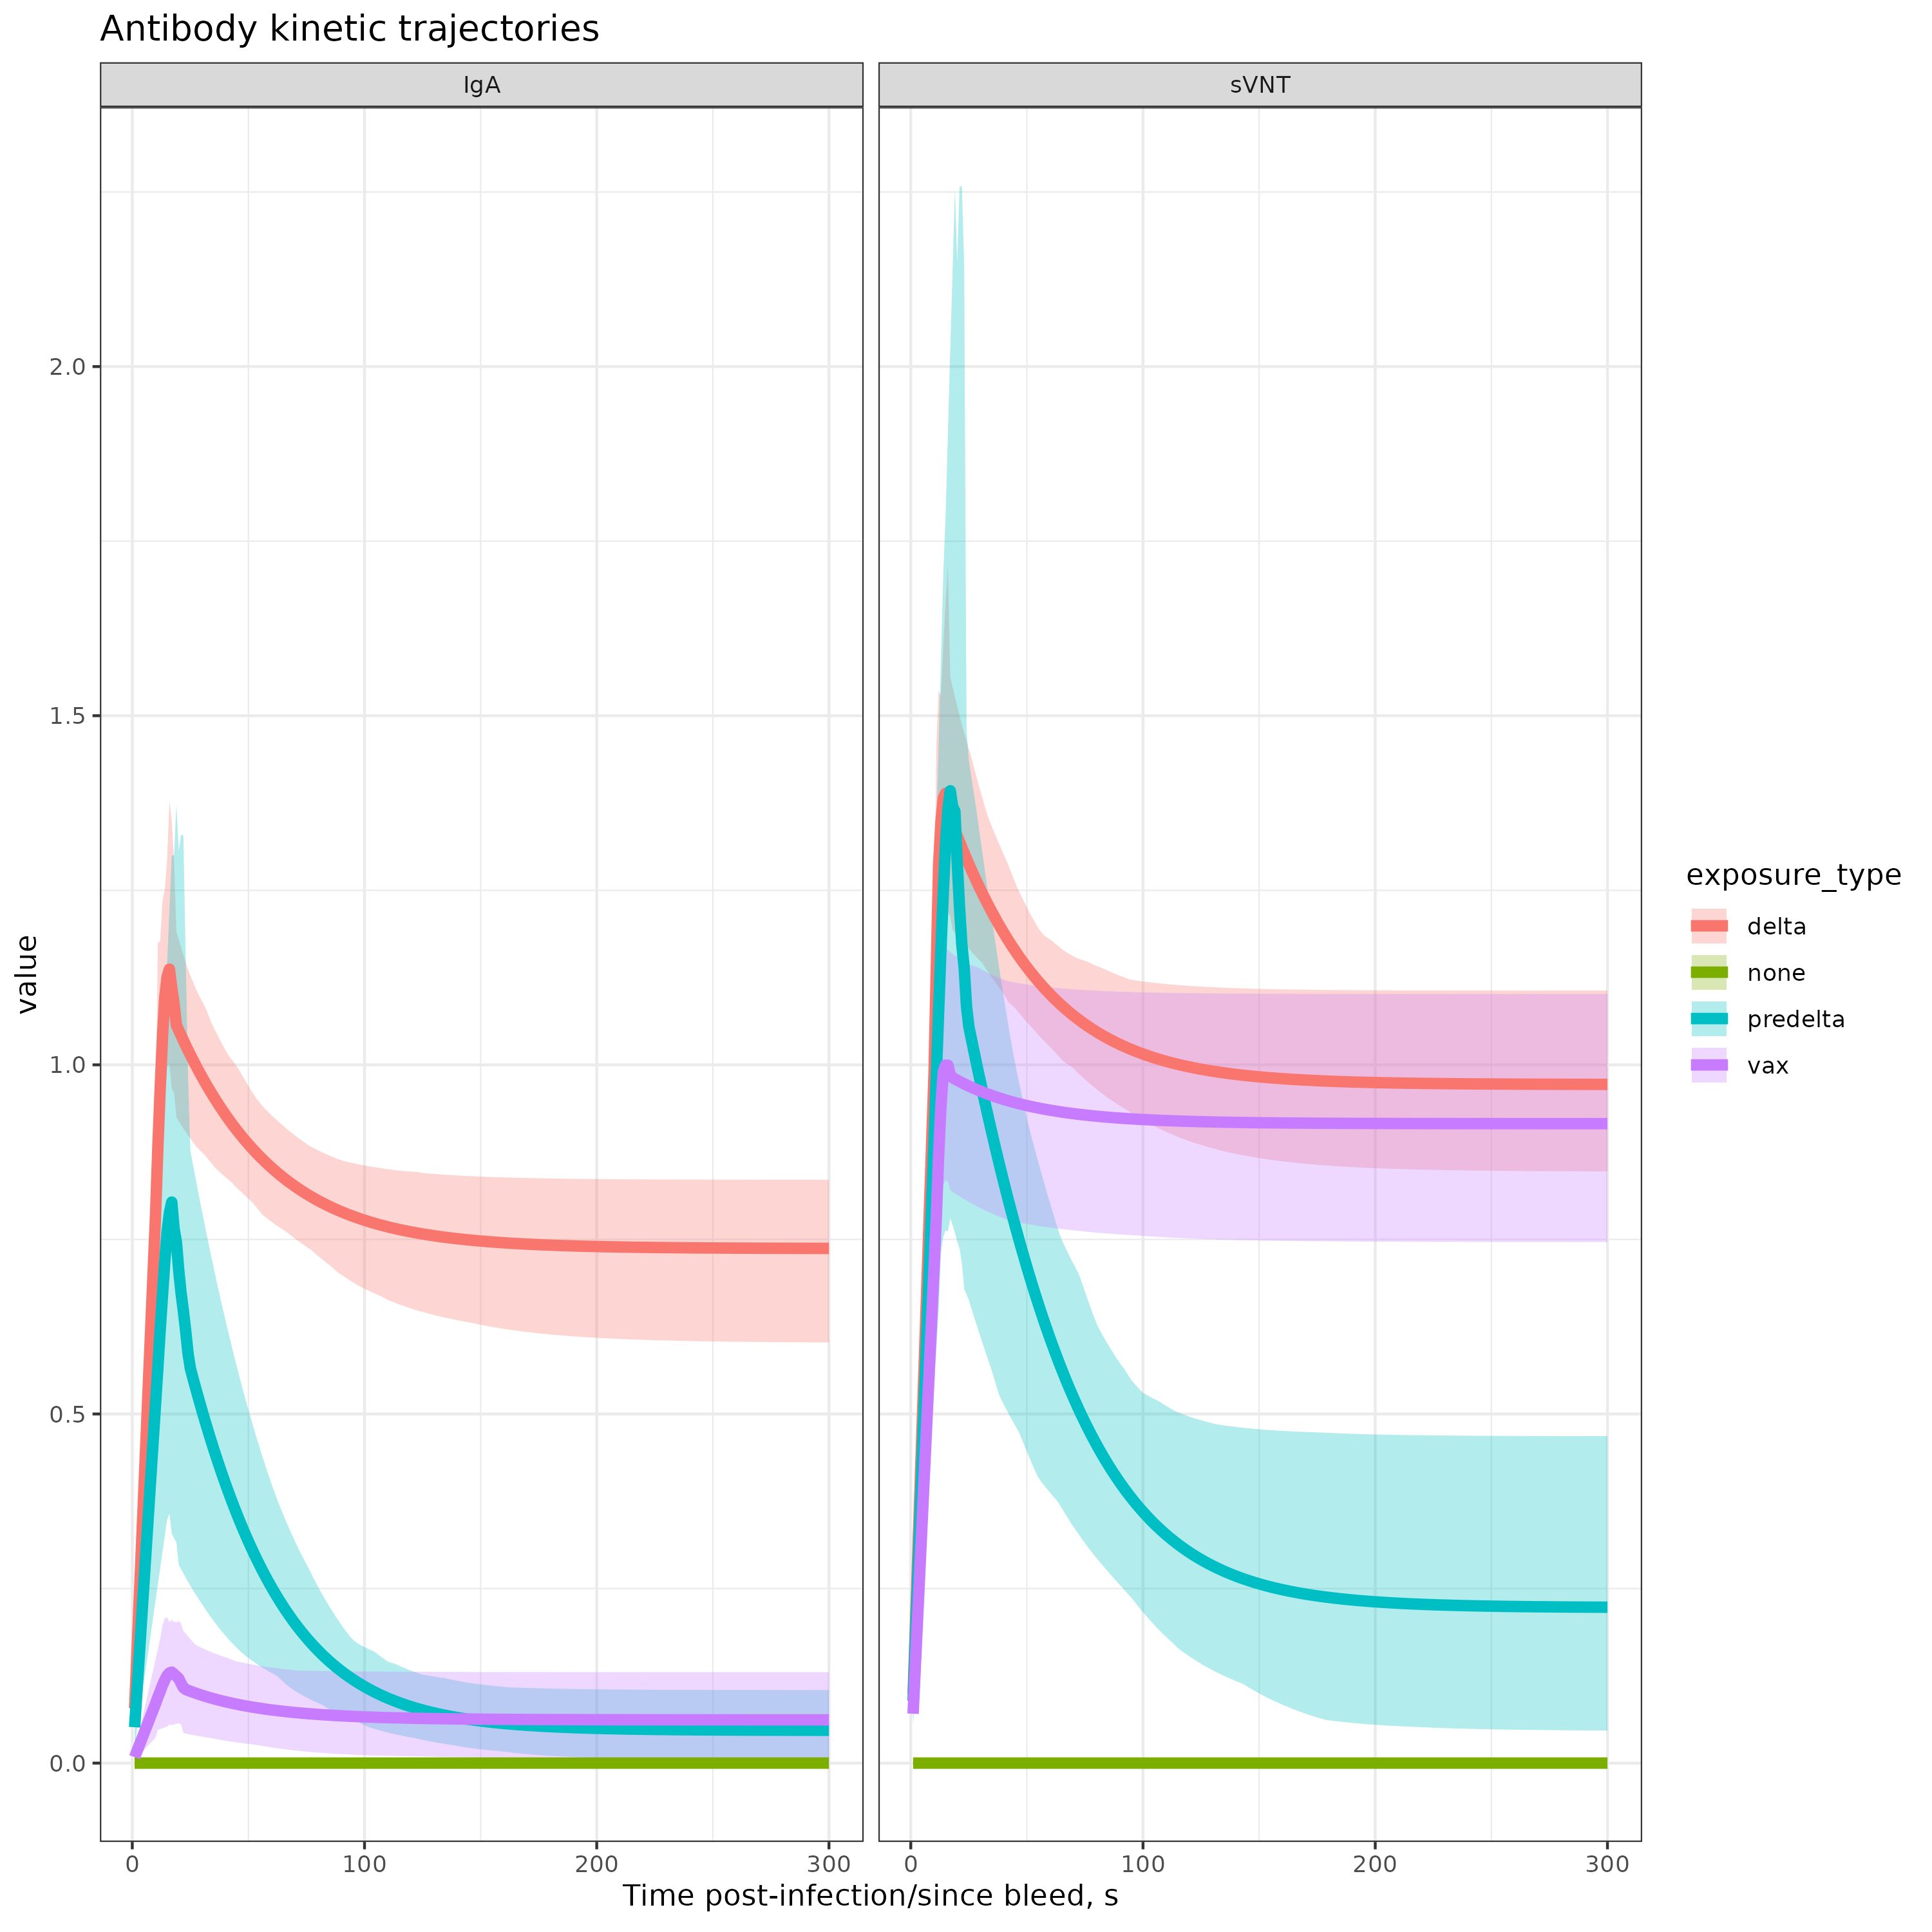 Antibody kinetic trajectories
IgA
sVNT
value
2.0
1.5
1.0
0.5
0.0
0 100 200 300
0 100 200 300
Time post-infection/since bleed, s
exposure_type
delta
none
predelta
vax